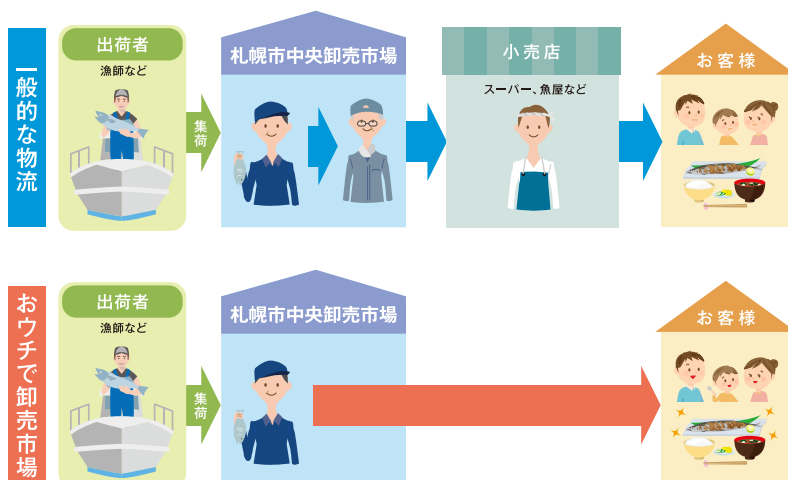 一般的な物流
出荷者
漁師など
集荷
札幌市中央卸売市場
小売店
スーパー、魚屋など
お客様
おウチで卸売市場
出荷者
漁師など
集荷
札幌市中央卸売市場
お客様